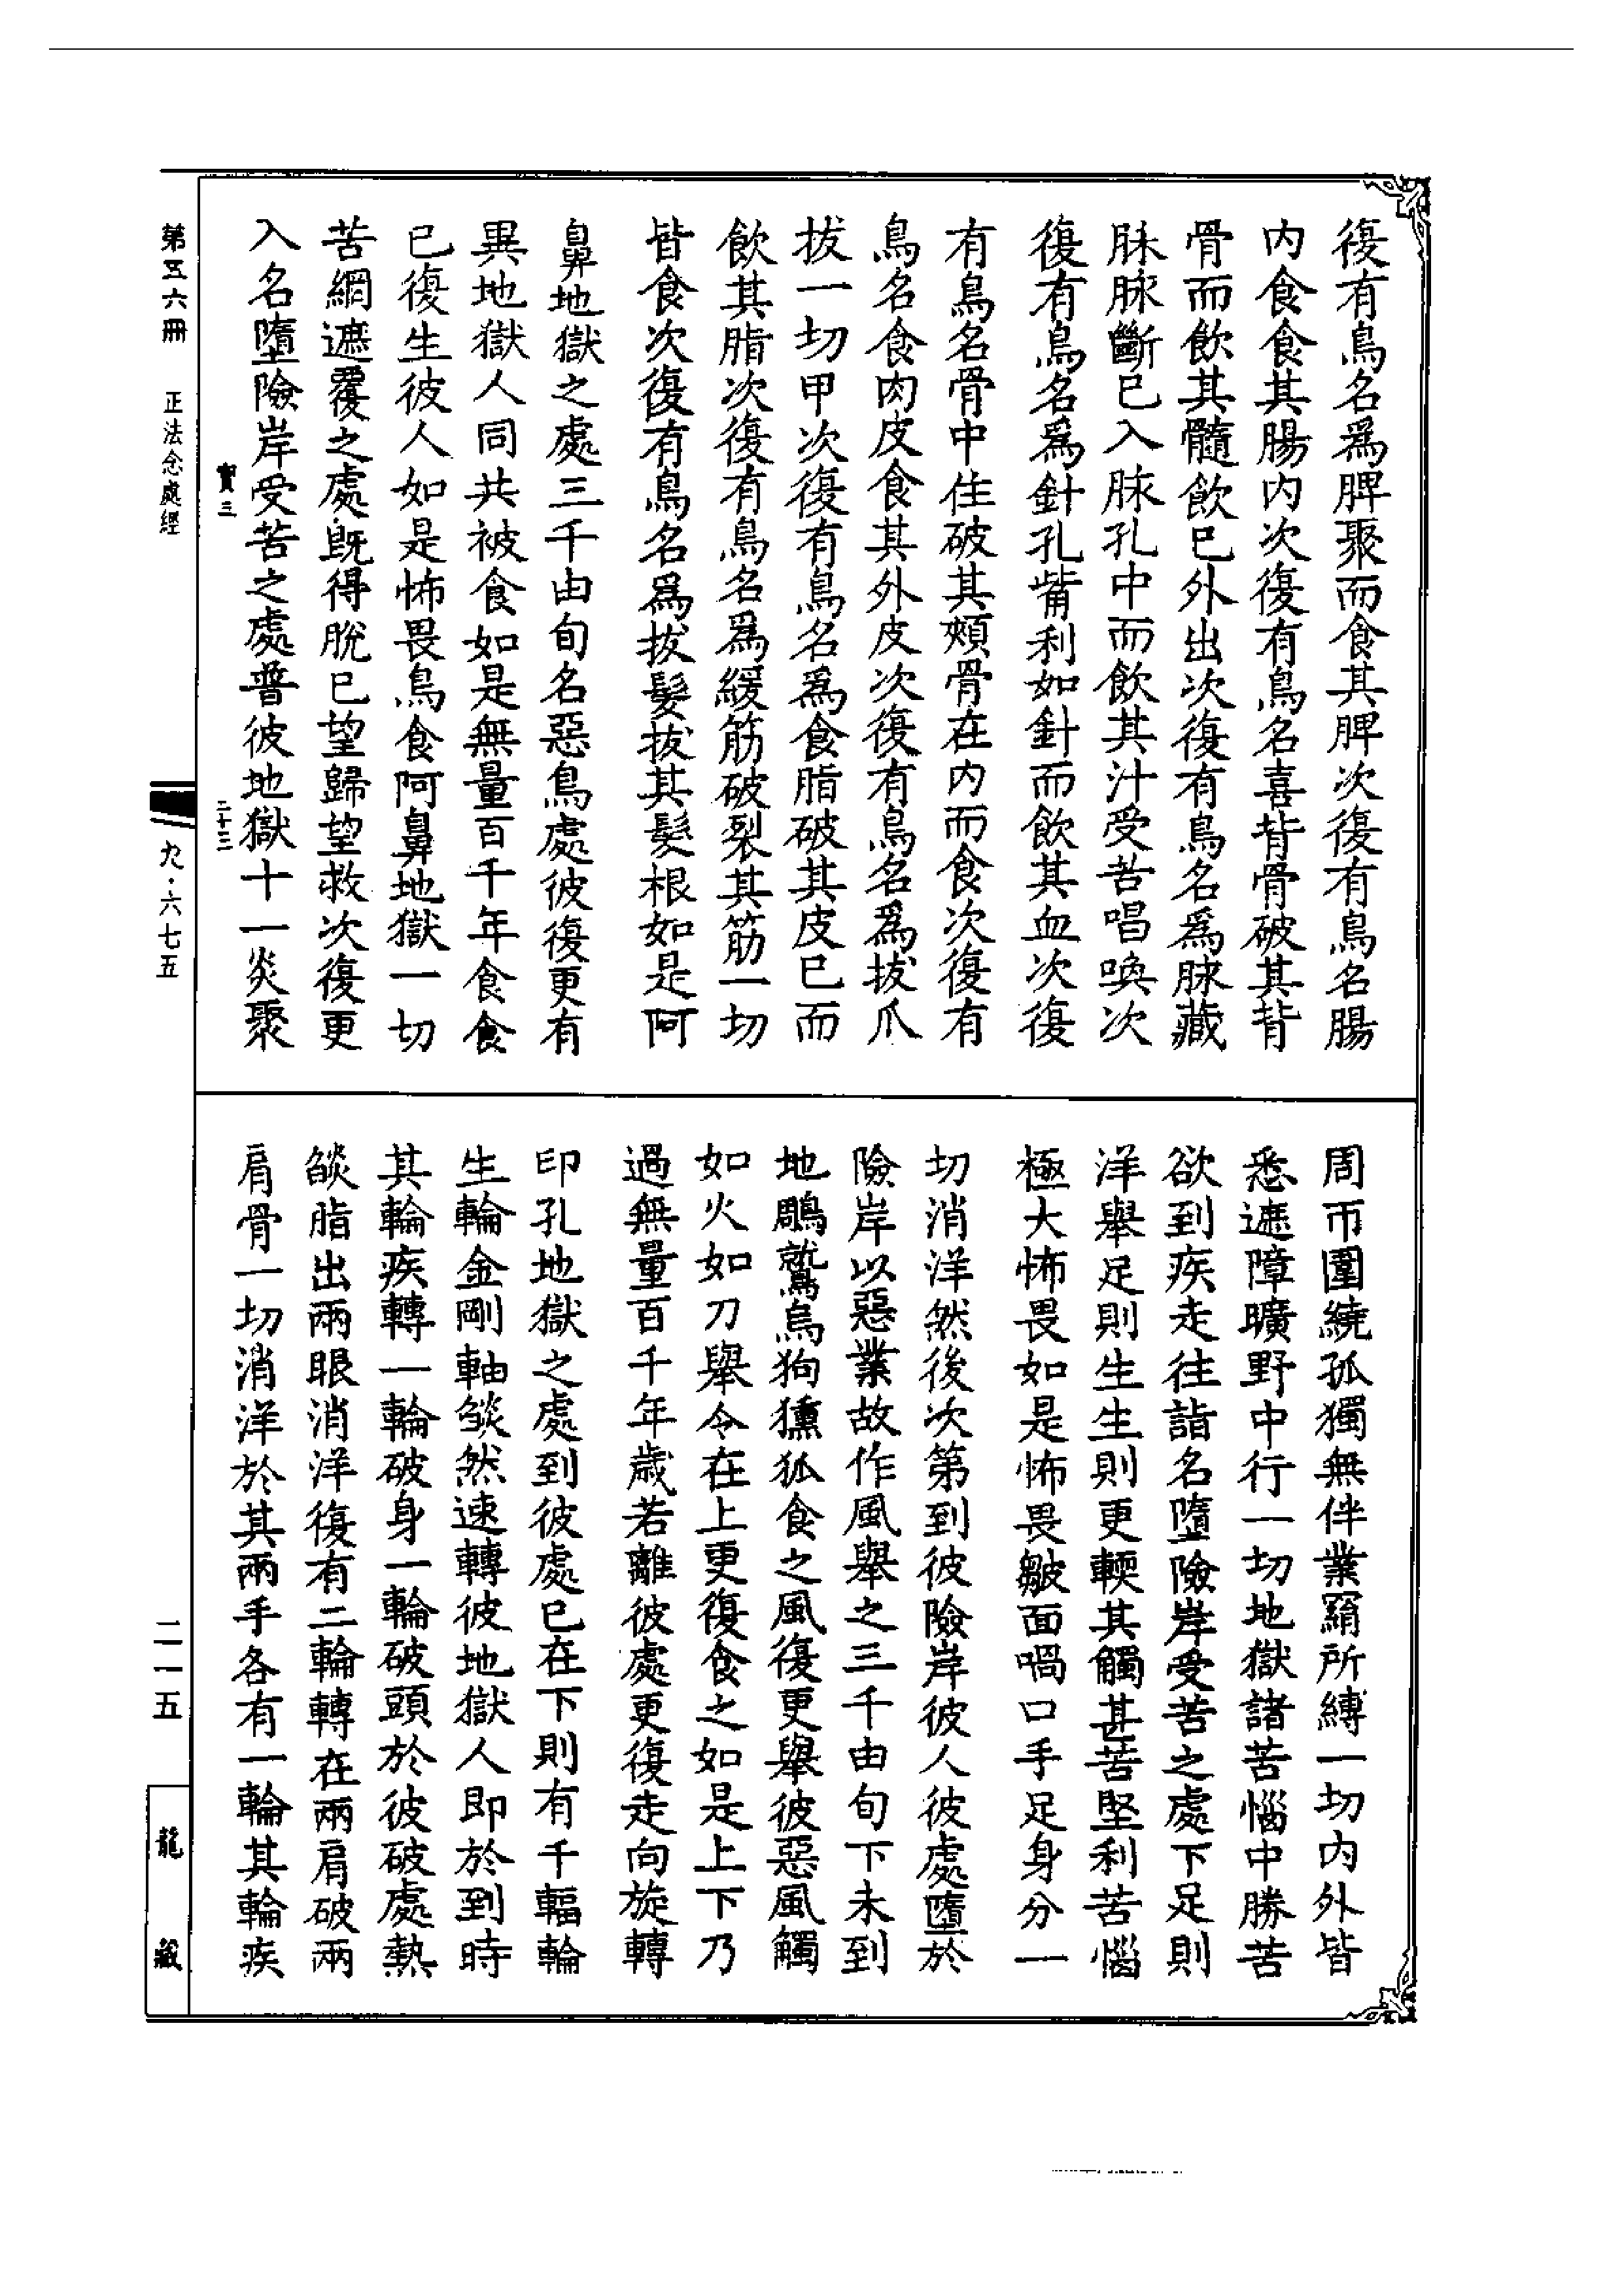 復有鳥名爲脾聚而食其脾次復有鳥名腸
内食食其腸内次復有鳥名喜背骨破其背
骨而飲其髓飲已外出次復有鳥名爲脉藏
脉脉斷已入脉孔中而飲其汁受苦唱喚次
復有鳥名爲針孔觜利如針而飲其血次復
有鳥名骨中住破其頰骨在内而食次復有
鳥名食肉皮食其外皮次復有鳥名爲拔爪
拔一切甲次復有鳥名爲食脂破其皮已而
飲其脂次復有鳥名爲緩筋破裂其筋一切
皆食次復有鳥名爲拔髮拔其髮根如是阿
鼻地獄之處三千由旬名惡鳥處彼復更有
異地獄人同共被食如是無量百千年食食
已復生彼人如是怖畏鳥食阿鼻地獄一切
苦網遮覆之處既得脫已望歸望救次復更
入名墮險岸受苦之處普彼地獄十一炎聚
周帀圍繞孤獨無伴業羂所縛一切内外皆
悉遮障曠野中行一切地獄諸苦惱中勝苦
欲到疾走往詣名墮險岸受苦之處下足則
洋舉足則生生則更輭其觸甚苦堅利苦惱
極大怖畏如是怖畏皺面喎口手足身分一
切消洋然後次第到彼險岸彼人彼處墮於
險岸以惡業故作風舉之三千由旬下未到
地鵰鷲烏狗獯狐食之風復更舉彼惡風觸
如火如刀舉令在上更復食之如是上下乃
過無量百千年歲若離彼處更復走向旋轉
印孔地獄之處到彼處已在下則有千輻輪
生輪金剛軸𦦨然速轉彼地獄人即於到時
其輪疾轉一輪破身一輪破頭於彼破處熱
𦦨脂出兩眼消洋復有二輪轉在兩肩破兩
肩骨一切消洋於其兩手各有一輪其輪疾
寶三
二十三
第五六冊 正法念處經
九·六七五
二一五
龍藏